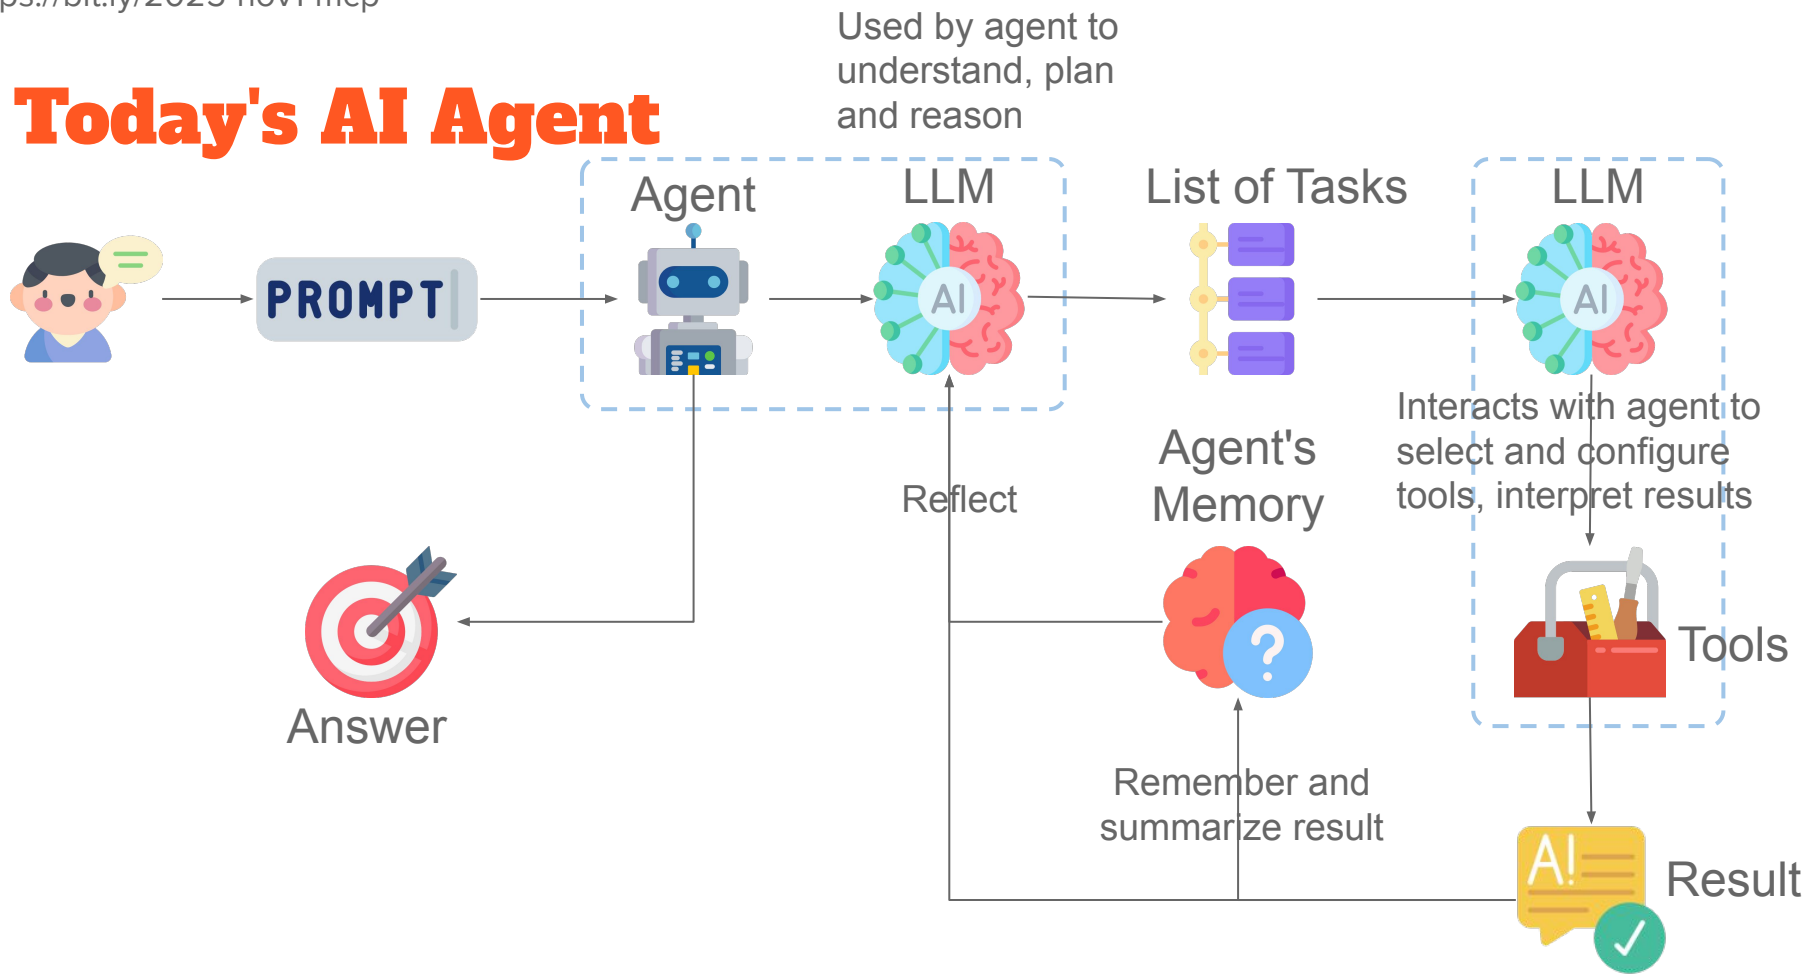 Used by agent to
understand, plan
and reason
Today's AI Agent
Agent
LLM
List of Tasks
LLM
PROMPT
AI
AI
Interacts with agent to
select and configure
tools, interpret results
Agent's
Memory
Reflect
?
Tools
Answer
Remember and
summarize result
AI
Result